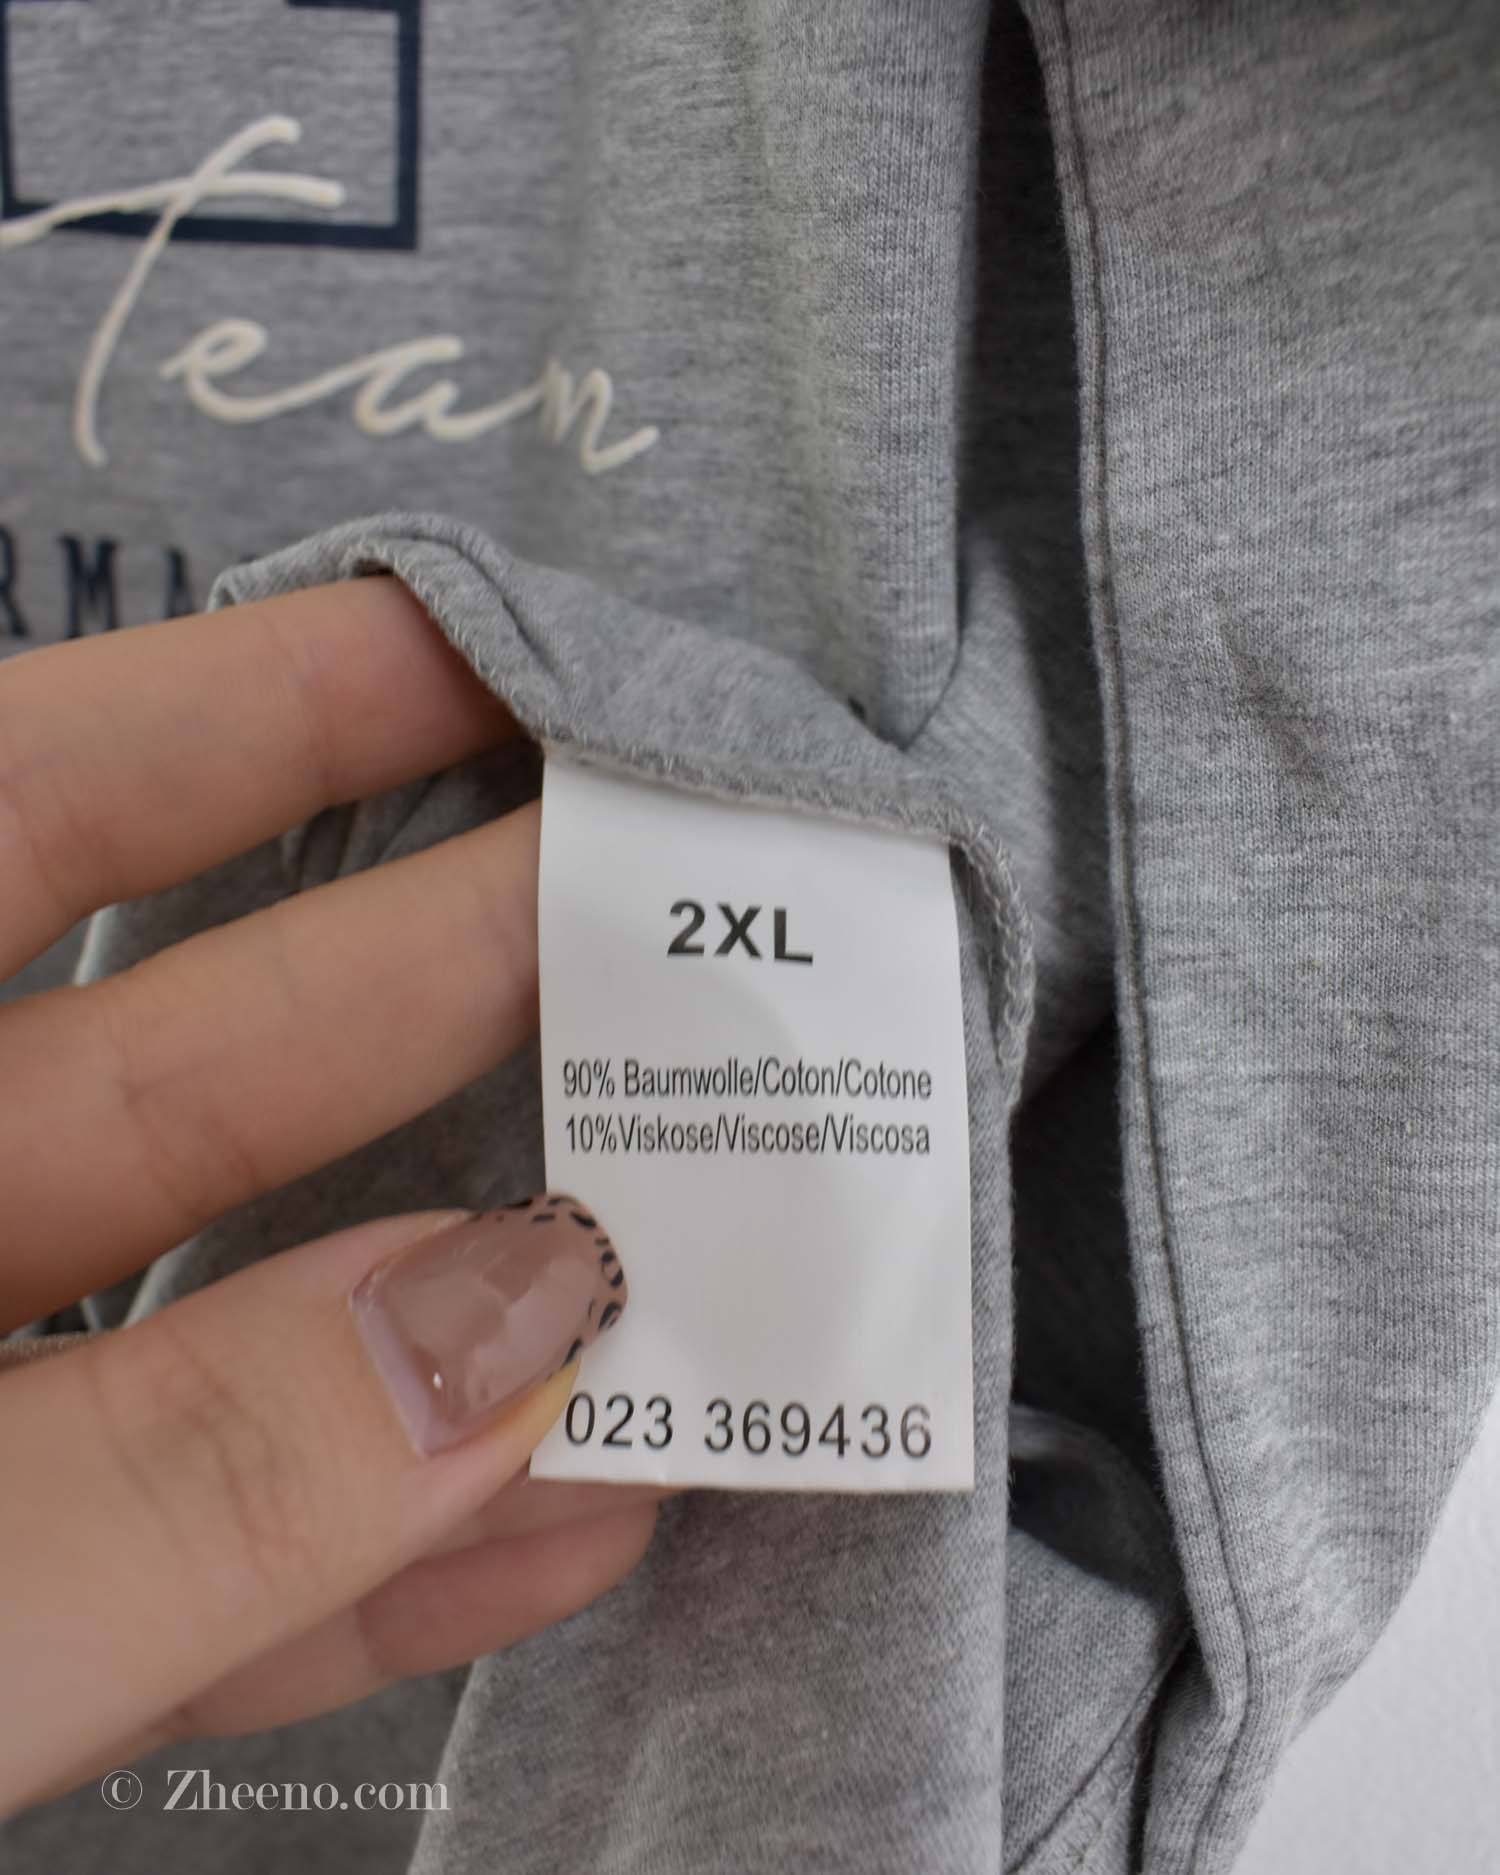 Team
2XL
90% Baumwolle/Coton/Cotone
10%Viskose/Viscose/Viscosa
023 369436
© Zheeno.com